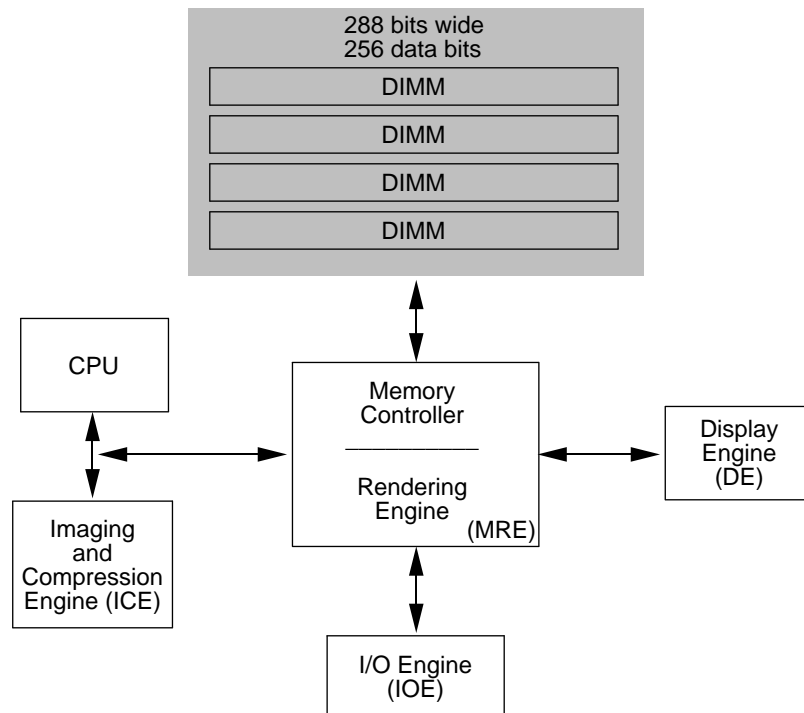 288 bits wide
256 data bits
DIMM
DIMM
DIMM
DIMM
CPU
Memory
Controller
Rendering
Engine
(MRE)
Display
Engine
(DE)
Imaging
and
Compression
Engine (ICE)
I/O Engine
(IOE)